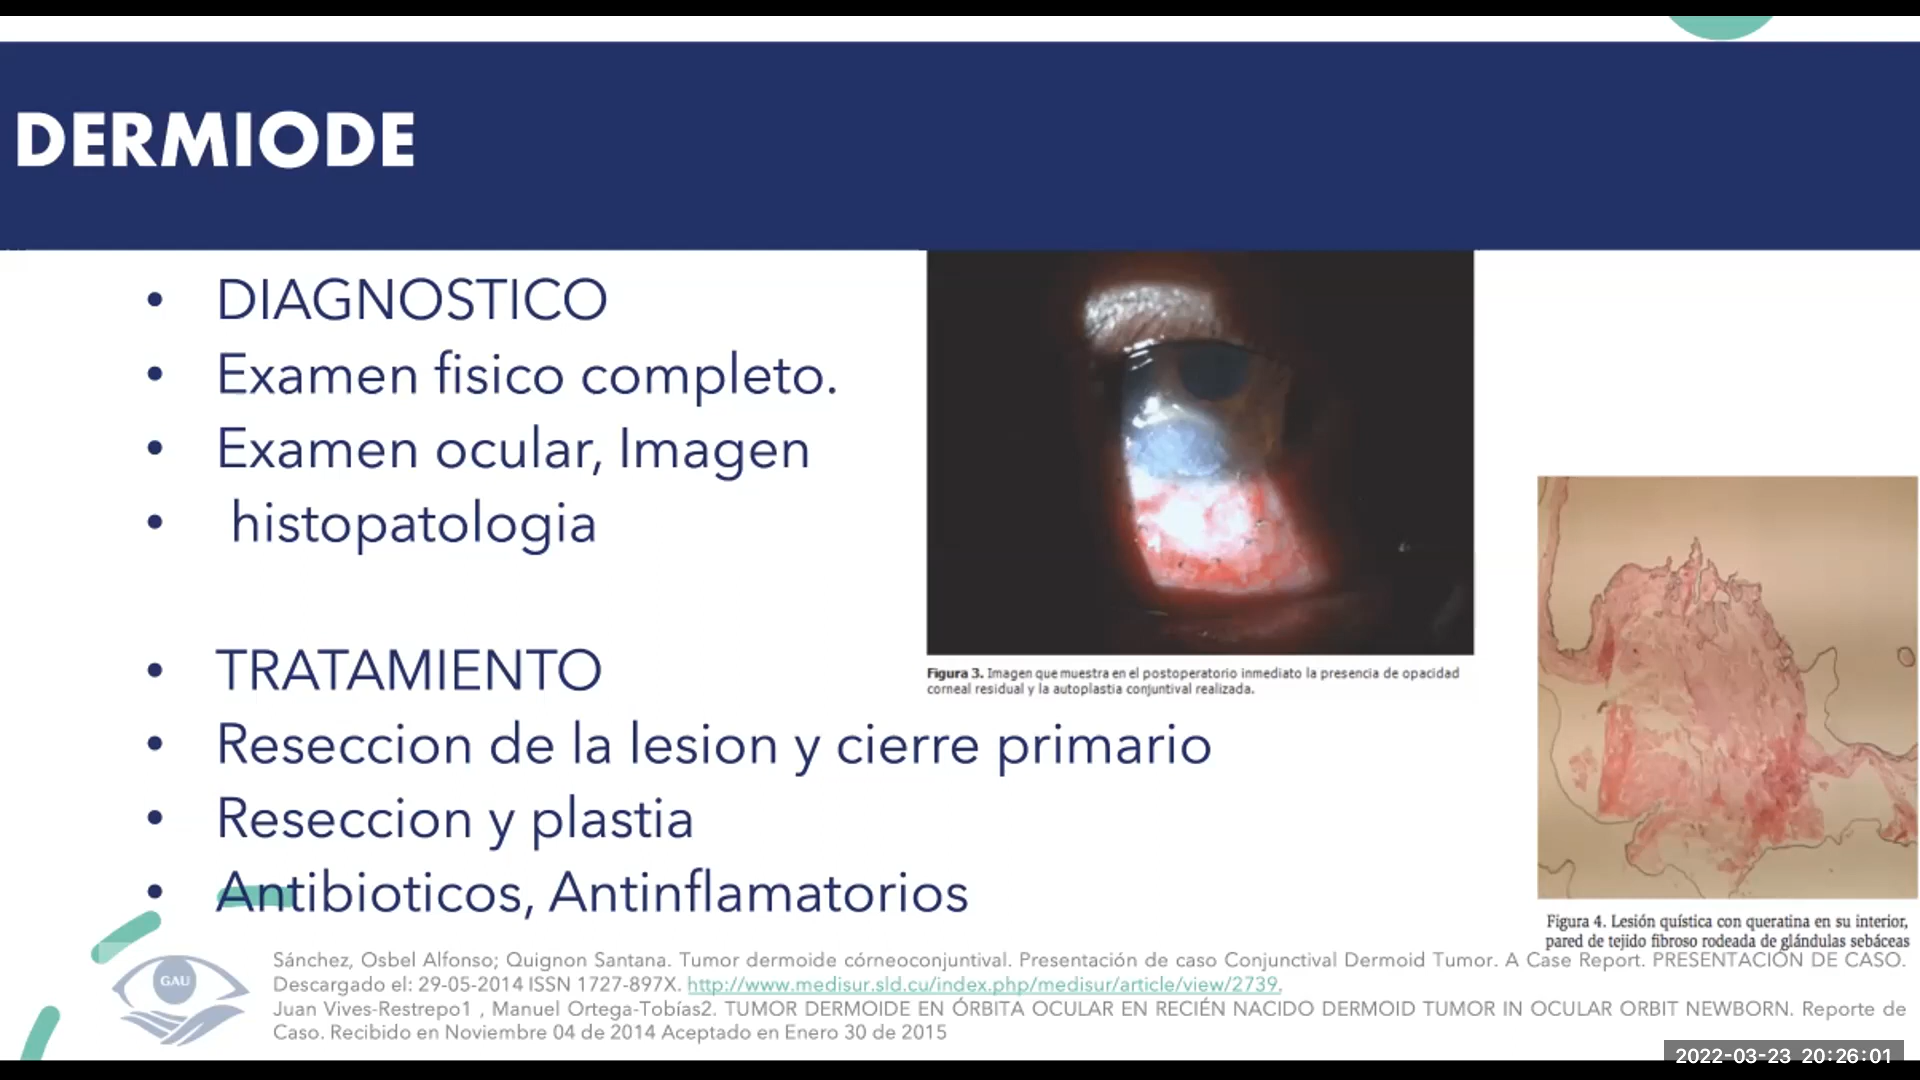 DERMIODE
• DIAGNOSTICO
• Examen fisico completo.
• Examen ocular, Imagen
• histopatologia
• TRATAMIENTO
• Reseccion de la lesion y cierre primario
• Reseccion y plastia
• Antibioticos, Antinflamatorios
Figura 3. Imagen que muestra en el postoperatorio inmediato la presencia de opacidad
corneal residual y la autoplastia conjuntival realizada.
Figura 4. Lesión quística con queratina en su interior,
pared de tejido fibroso rodeada de glándulas sebáceas
GAU
Sánchez, Osbel Alfonso; Quignon Santana. Tumor dermoide córneoconjuntival. Presentación de caso Conjunctival Dermoid Tumor. A Case Report. PRESENTACIÓN DE CASO.
Descargado el: 29-05-2014 ISSN 1727-897X. http://www.medisur.sld.cu/index.php/medisur/article/view/2739.
Juan Vives-Restrepo1 , Manuel Ortega-Tobías2. TUMOR DERMOIDE EN ÓRBITA OCULAR EN RECIÉN NACIDO DERMOID TUMOR IN OCULAR ORBIT NEWBORN. Reporte de
Caso. Recibido en Noviembre 04 de 2014 Aceptado en Enero 30 de 2015
2022-03-23 20:26:01